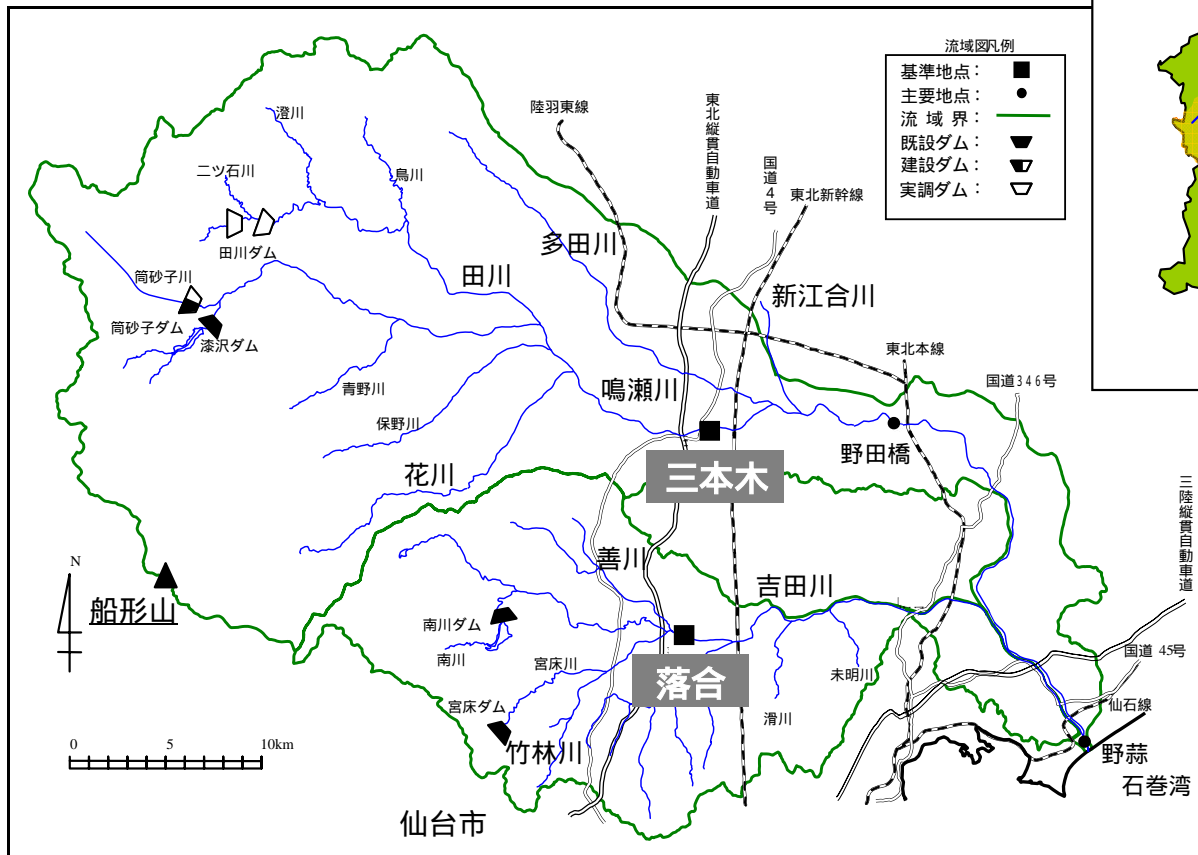 流域図凡例
基準地点：
主要地点：
流域界：
既設ダム：
建設ダム：
実調ダム：
陸羽東線
東北縦貫自動車道
国道4号
東北新幹線
澄川
二ツ石川
鳥川
田川ダム
多田川
田川
新江合川
筒砂子川
筒砂子ダム
漆沢ダム
東北本線
国道346号
青野川
鳴瀬川
保野川
野田橋
花川
三本木
三陸縦貫自動車道
善川
吉田川
N
船形山
南川ダム
南川
宮床川
落合
未明川
国道45号
宮床ダム
滑川
仙石線
0 5 10km
竹林川
野蒜
石巻湾
仙台市